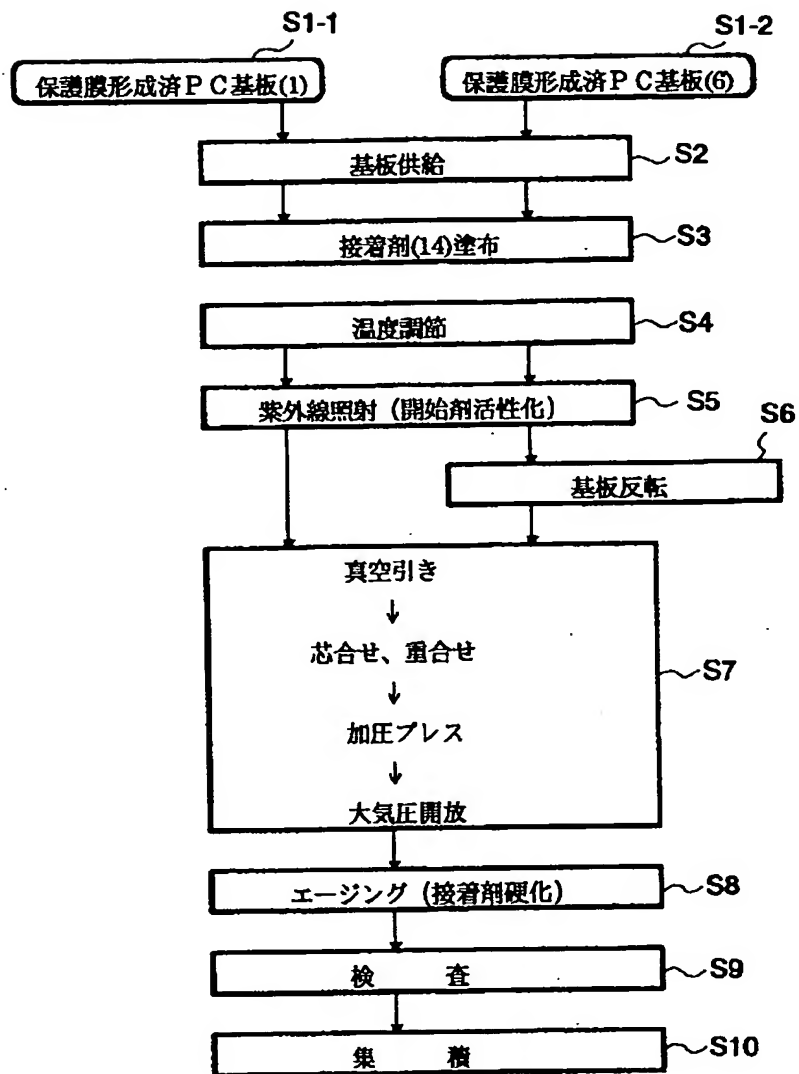 S1-1
S1-2
保護膜形成済PC基板(1)
保護膜形成済PC基板(6)
基板供給
S2
接着剤(14)塗布
S3
温度調節
S4
紫外線照射（開始剤活性化）
S5
S6
基板反転
真空引き
↓
芯合せ、重合せ
↓
加圧プレス
↓
大気圧開放
S7
エージング（接着剤硬化）
S8
検　査
S9
集　積
S10